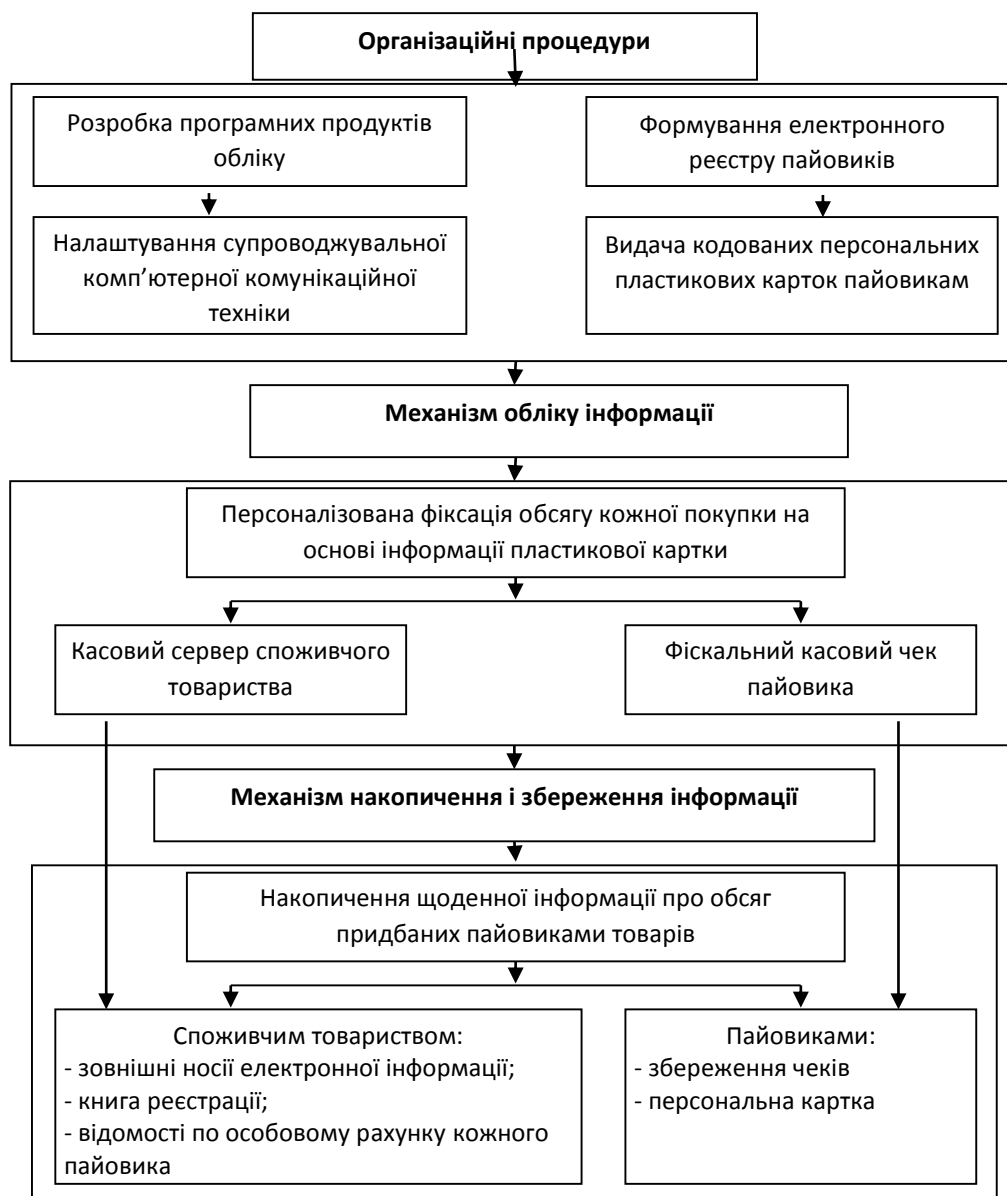 Організаційні процедури
Розробка програмних продуктів
обліку
Формування електронного
реєстру пайовиків
Налаштування супроводжувальної
комп’ютерної комунікаційної
техніки
Видача кодованих персональних
пластикових карток пайовикам
Механізм обліку інформації
Персоналізована фіксація обсягу кожної покупки на
основі інформації пластикової картки
Касовий сервер споживчого
товариства
Фіскальний касовий чек
пайовика
Механізм накопичення і збереження інформації
Накопичення щоденної інформації про обсяг
придбаних пайовиками товарів
Споживчим товариством:
- зовнішні носії електронної інформації;
- книга реєстрації;
- відомості по особовому рахунку кожного
пайовика
Пайовиками:
- збереження чеків
- персональна картка